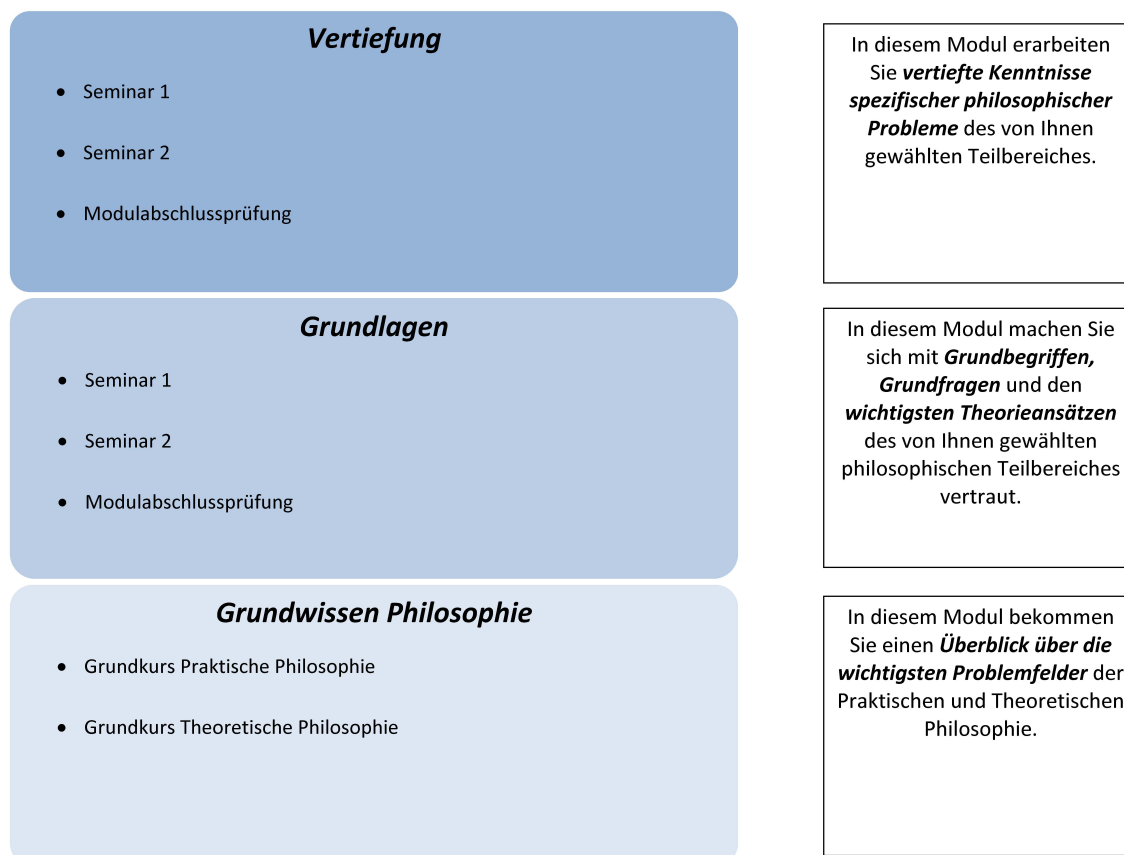 Vertiefung
• Seminar 1
• Seminar 2
• Modulabschlussprüfung
In diesem Modul erarbeiten
Sie vertiefte Kenntnisse
spezifischer philosophischer
Probleme des von Ihnen
gewählten Teilbereiches.
Grundlagen
• Seminar 1
• Seminar 2
• Modulabschlussprüfung
In diesem Modul machen Sie
sich mit Grundbegriffen,
Grundfragen und den
wichtigsten Theorieansätzen
des von Ihnen gewählten
philosophischen Teilbereiches
vertraut.
Grundwissen Philosophie
• Grundkurs Praktische Philosophie
• Grundkurs Theoretische Philosophie
In diesem Modul bekommen
Sie einen Überblick über die
wichtigsten Problemfelder der
Praktischen und Theoretischen
Philosophie.